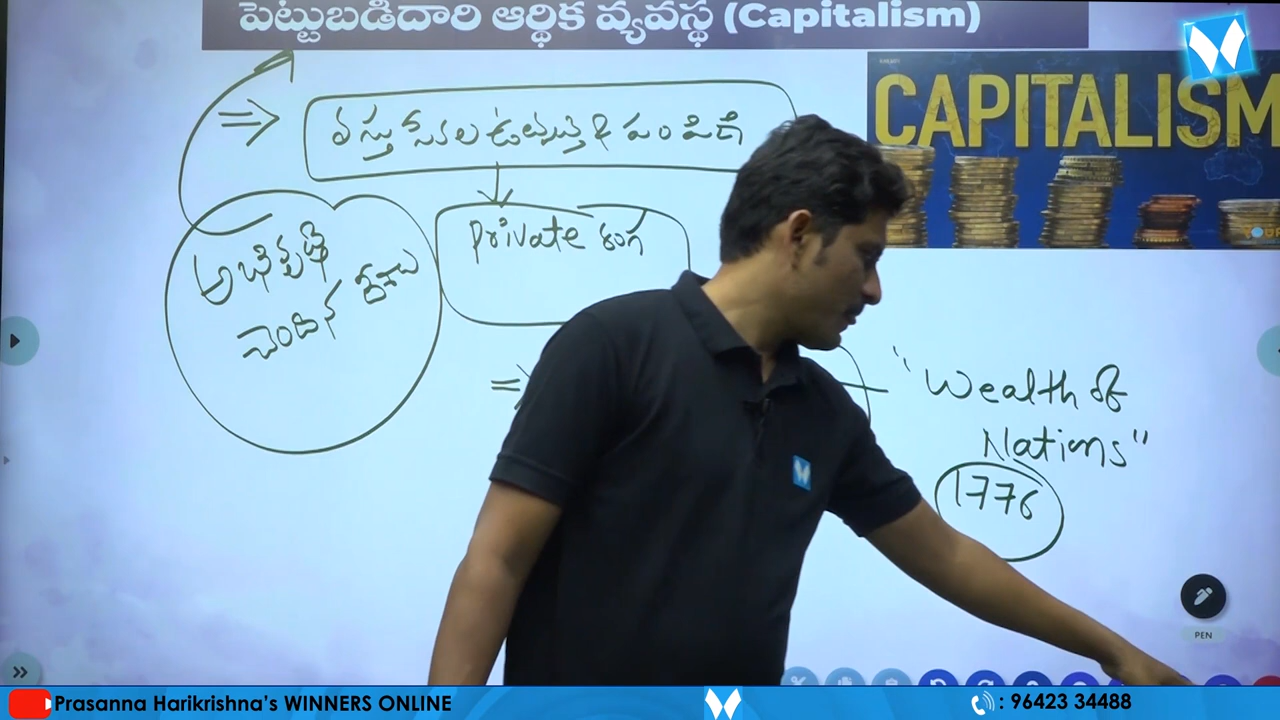 పెట్టుబడిదారి ఆర్థిక వ్యవస్థ (Capitalism)
CAPITALISM
⇒ వస్తు సేవల ఉత్పత్తి & పంపిణీ
private రంగ
అభివృద్ధి
చెందిన దేశాలు
"Wealth of
Nations"
1776
PEN
Prasanna Harikrishna's WINNERS ONLINE
: 96423 34488